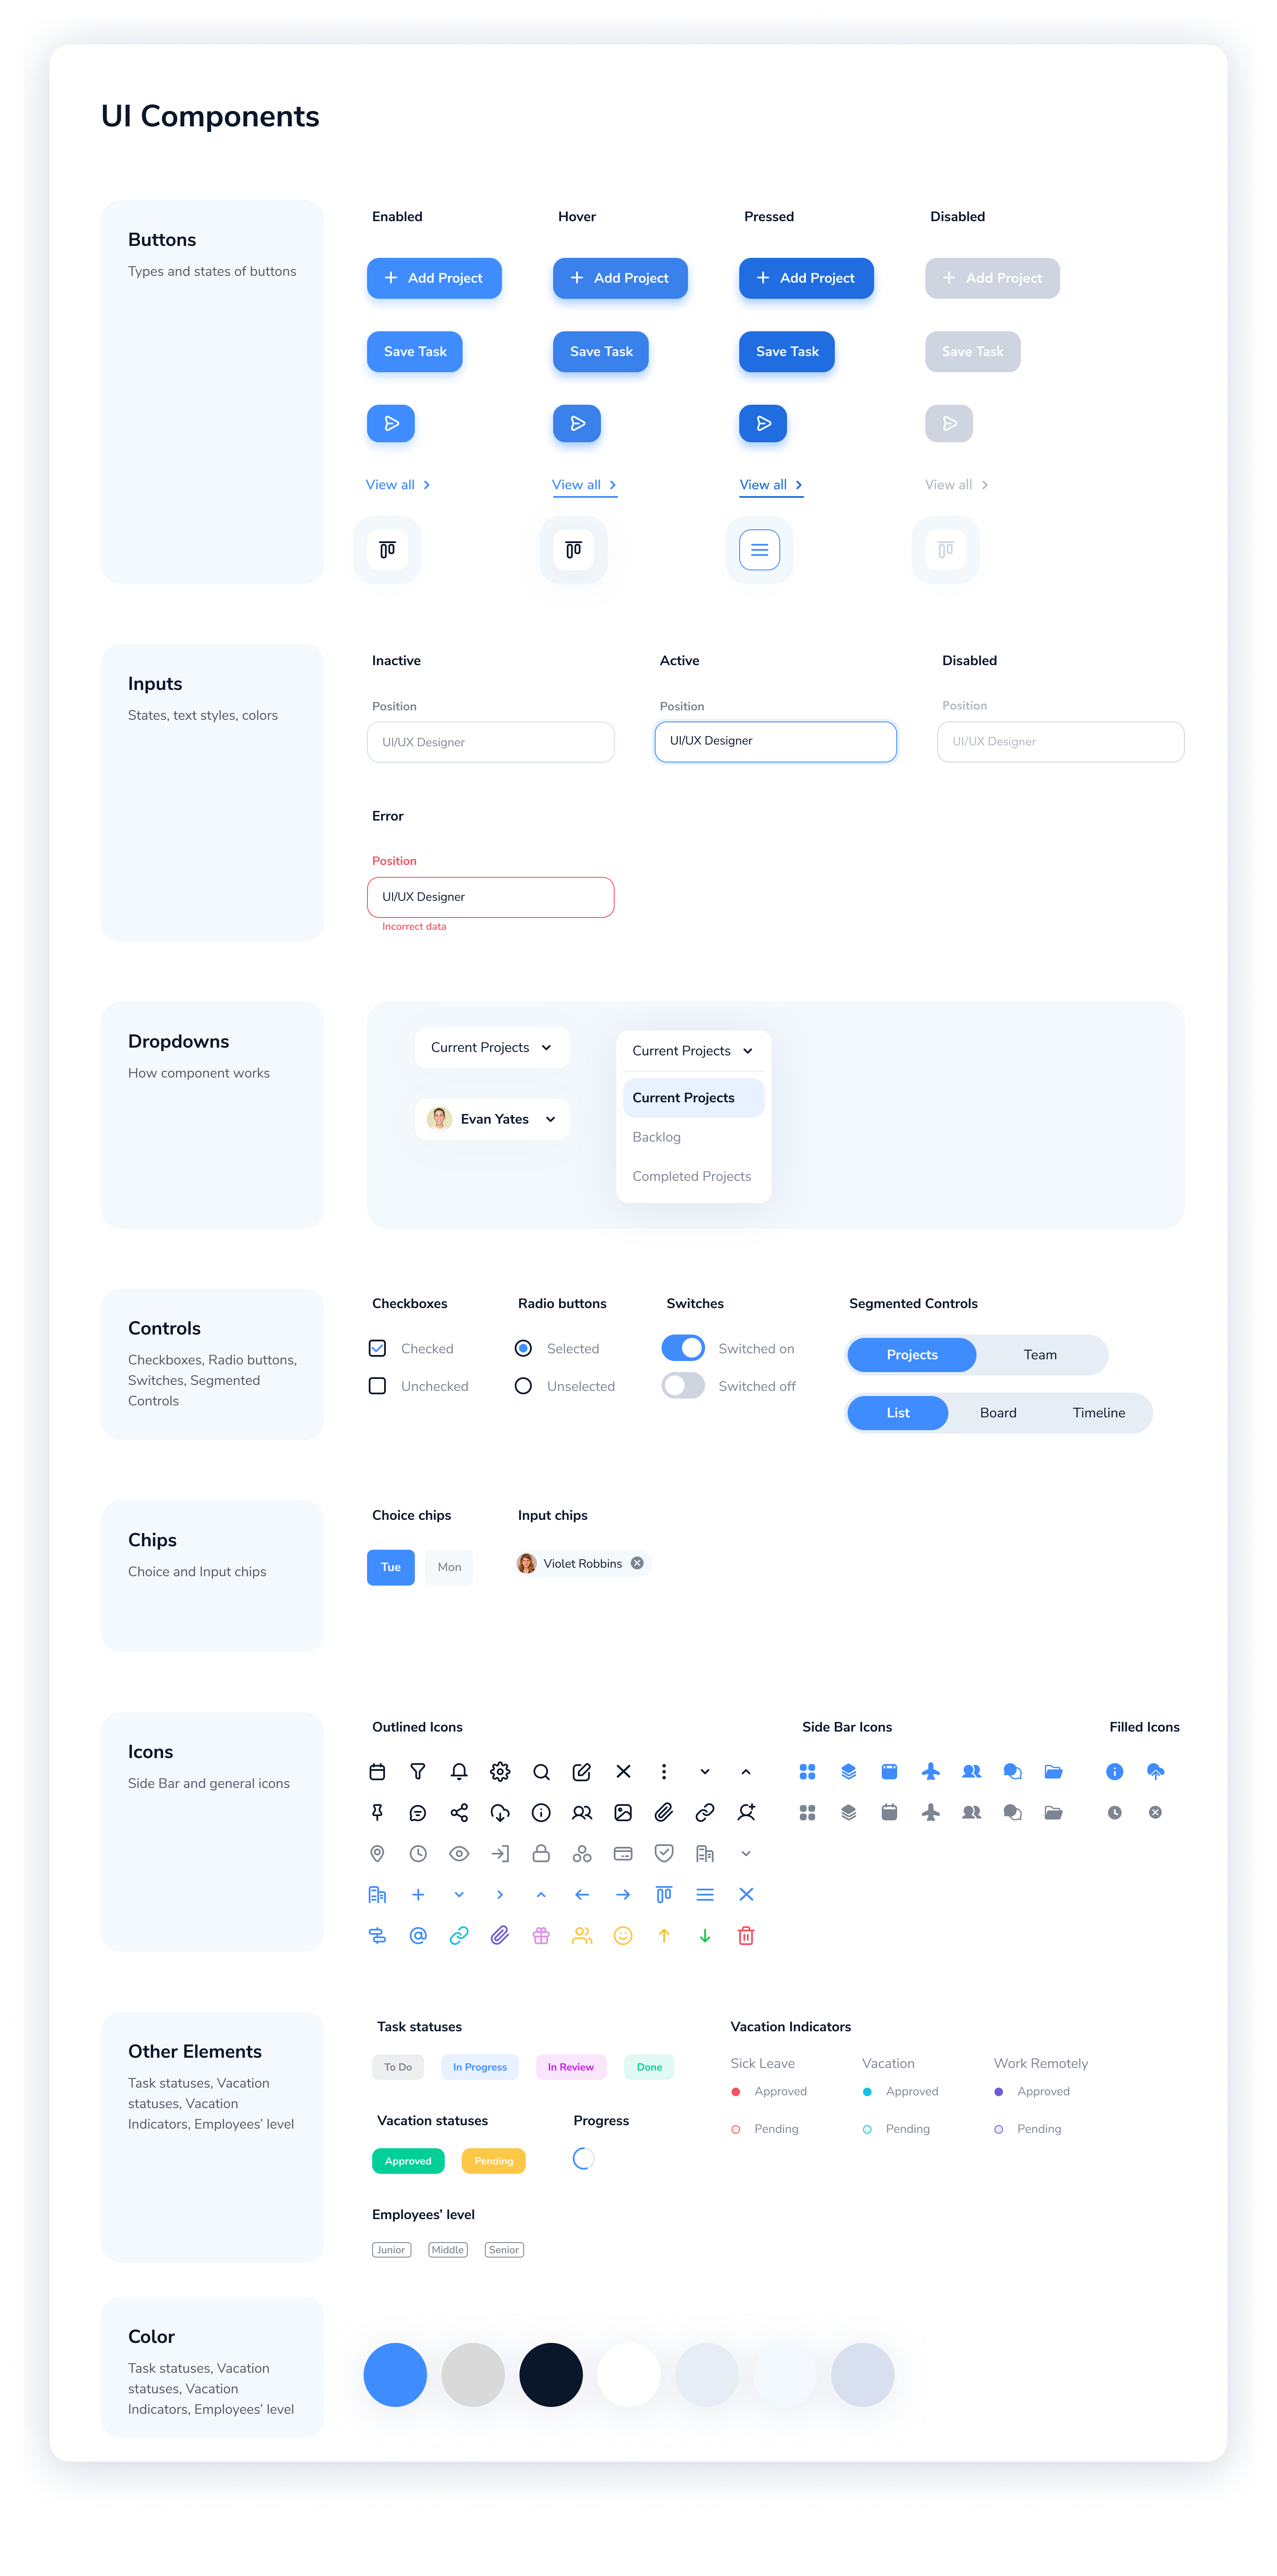 UI Components
Buttons
Types and states of buttons
Enabled
Hover
Pressed
Disabled
Add Project
Add Project
Add Project
Add Project
Save Task
Save Task
Save Task
Save Task
View all
View all
View all
View all
Inputs
States, text styles, colors
Inactive
Active
Disabled
Position
Position
Position
UI/UX Designer
UI/UX Designer
UI/UX Designer
Error
Position
UI/UX Designer
Incorrect data
Dropdowns
How component works
Current Projects
Evan Yates
Current Projects
Current Projects
Backlog
Completed Projects
Controls
Checkboxes, Radio buttons,
Switches, Segmented
Controls
Checkboxes
Checked
Unchecked
Radio buttons
Selected
Unselected
Switches
Switched on
Switched off
Segmented Controls
Projects
Team
List
Board
Timeline
Chips
Choice and Input chips
Choice chips
Tue
Mon
Input chips
Violet Robbins
Icons
Side Bar and general icons
Outlined Icons
Side Bar Icons
Filled Icons
Other Elements
Task statuses, Vacation
statuses, Vacation
Indicators, Employees’ level
Task statuses
To Do
In Progress
In Review
Done
Vacation statuses
Approved
Pending
Progress
Employees’ level
Junior
Middle
Senior
Vacation Indicators
Sick Leave
Vacation
Work Remotely
Approved
Approved
Approved
Pending
Pending
Pending
Color
Task statuses, Vacation
statuses, Vacation
Indicators, Employees’ level